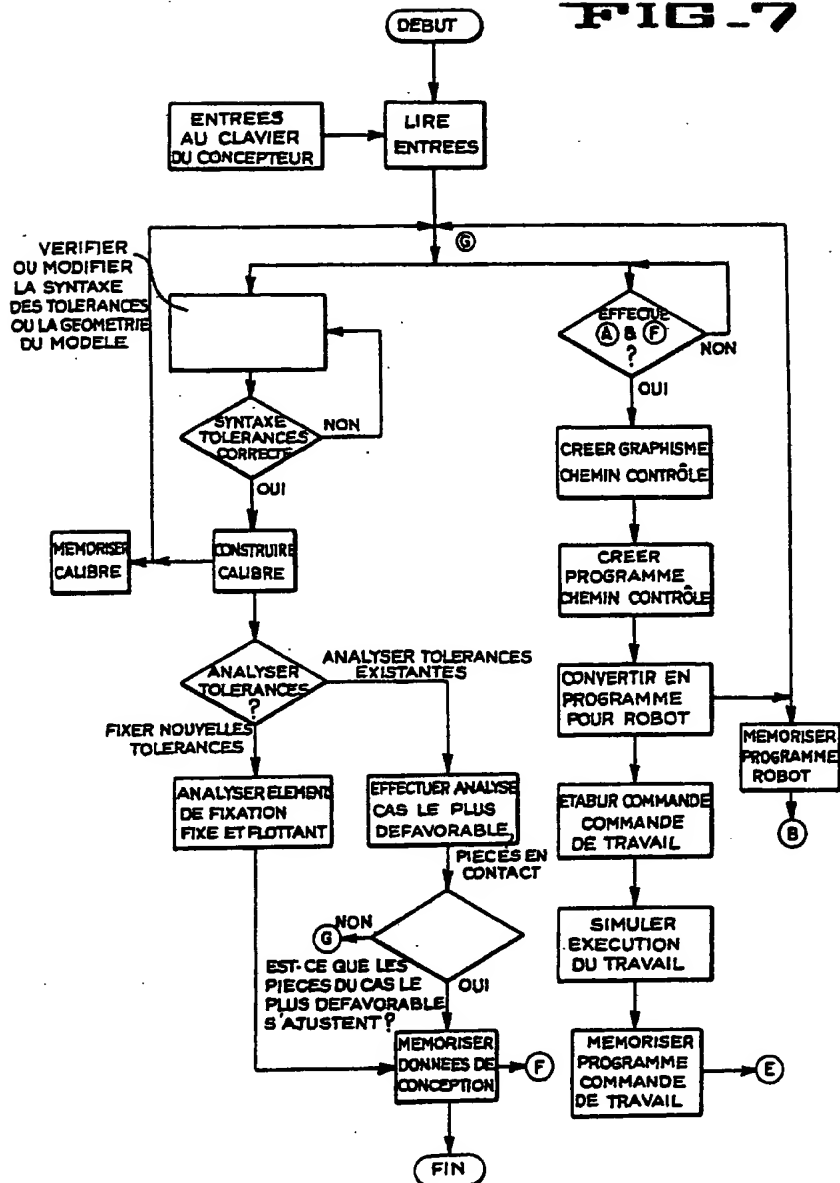 FIG_7
DEBUT
ENTREES
AU CLAVIER
DU CONCEPTEUR
LIRE
ENTREES
G
VERIFIER
OU MODIFIER
LA SYNTAXE
DES TOLERANCES
OU LA GEOMETRIE
DU MODELE
SYNTAXE
TOLERANCES
CORRECTE
NON
OUI
MEMORISER
CALIBRE
CONSTRUIRE
CALIBRE
ANALYSER
TOLERANCES
?
ANALYSER TOLERANCES
EXISTANTES
FIXER NOUVELLES
TOLERANCES
ANALYSER ELEMENTS
DE FIXATION
FIXE ET FLOTTANT
EFFECTUER ANALYSE
CAS LE PLUS
DEFAVORABLE,
PIECES EN
CONTACT
NON
G
EST-CE QUE LES
PIECES DU CAS LE
PLUS DEFAVORABLE
S'AJUSTENT?
OUI
MEMORISER
DONNEES DE
CONCEPTION
F
FIN
EFFECTUE
A & F
?
NON
OUI
CREER GRAPHISME
CHEMIN CONTRÔLE
CREER
PROGRAMME
CHEMIN CONTRÔLE
CONVERTIR EN
PROGRAMME
POUR ROBOT
MEMORISER
PROGRAMME
ROBOT
B
ETABUR COMMANDE
COMMANDE
DE TRAVAIL
SIMULER
EXECUTION
DU TRAVAIL
MEMORISER
PROGRAMME
COMMANDE
DE TRAVAIL
E